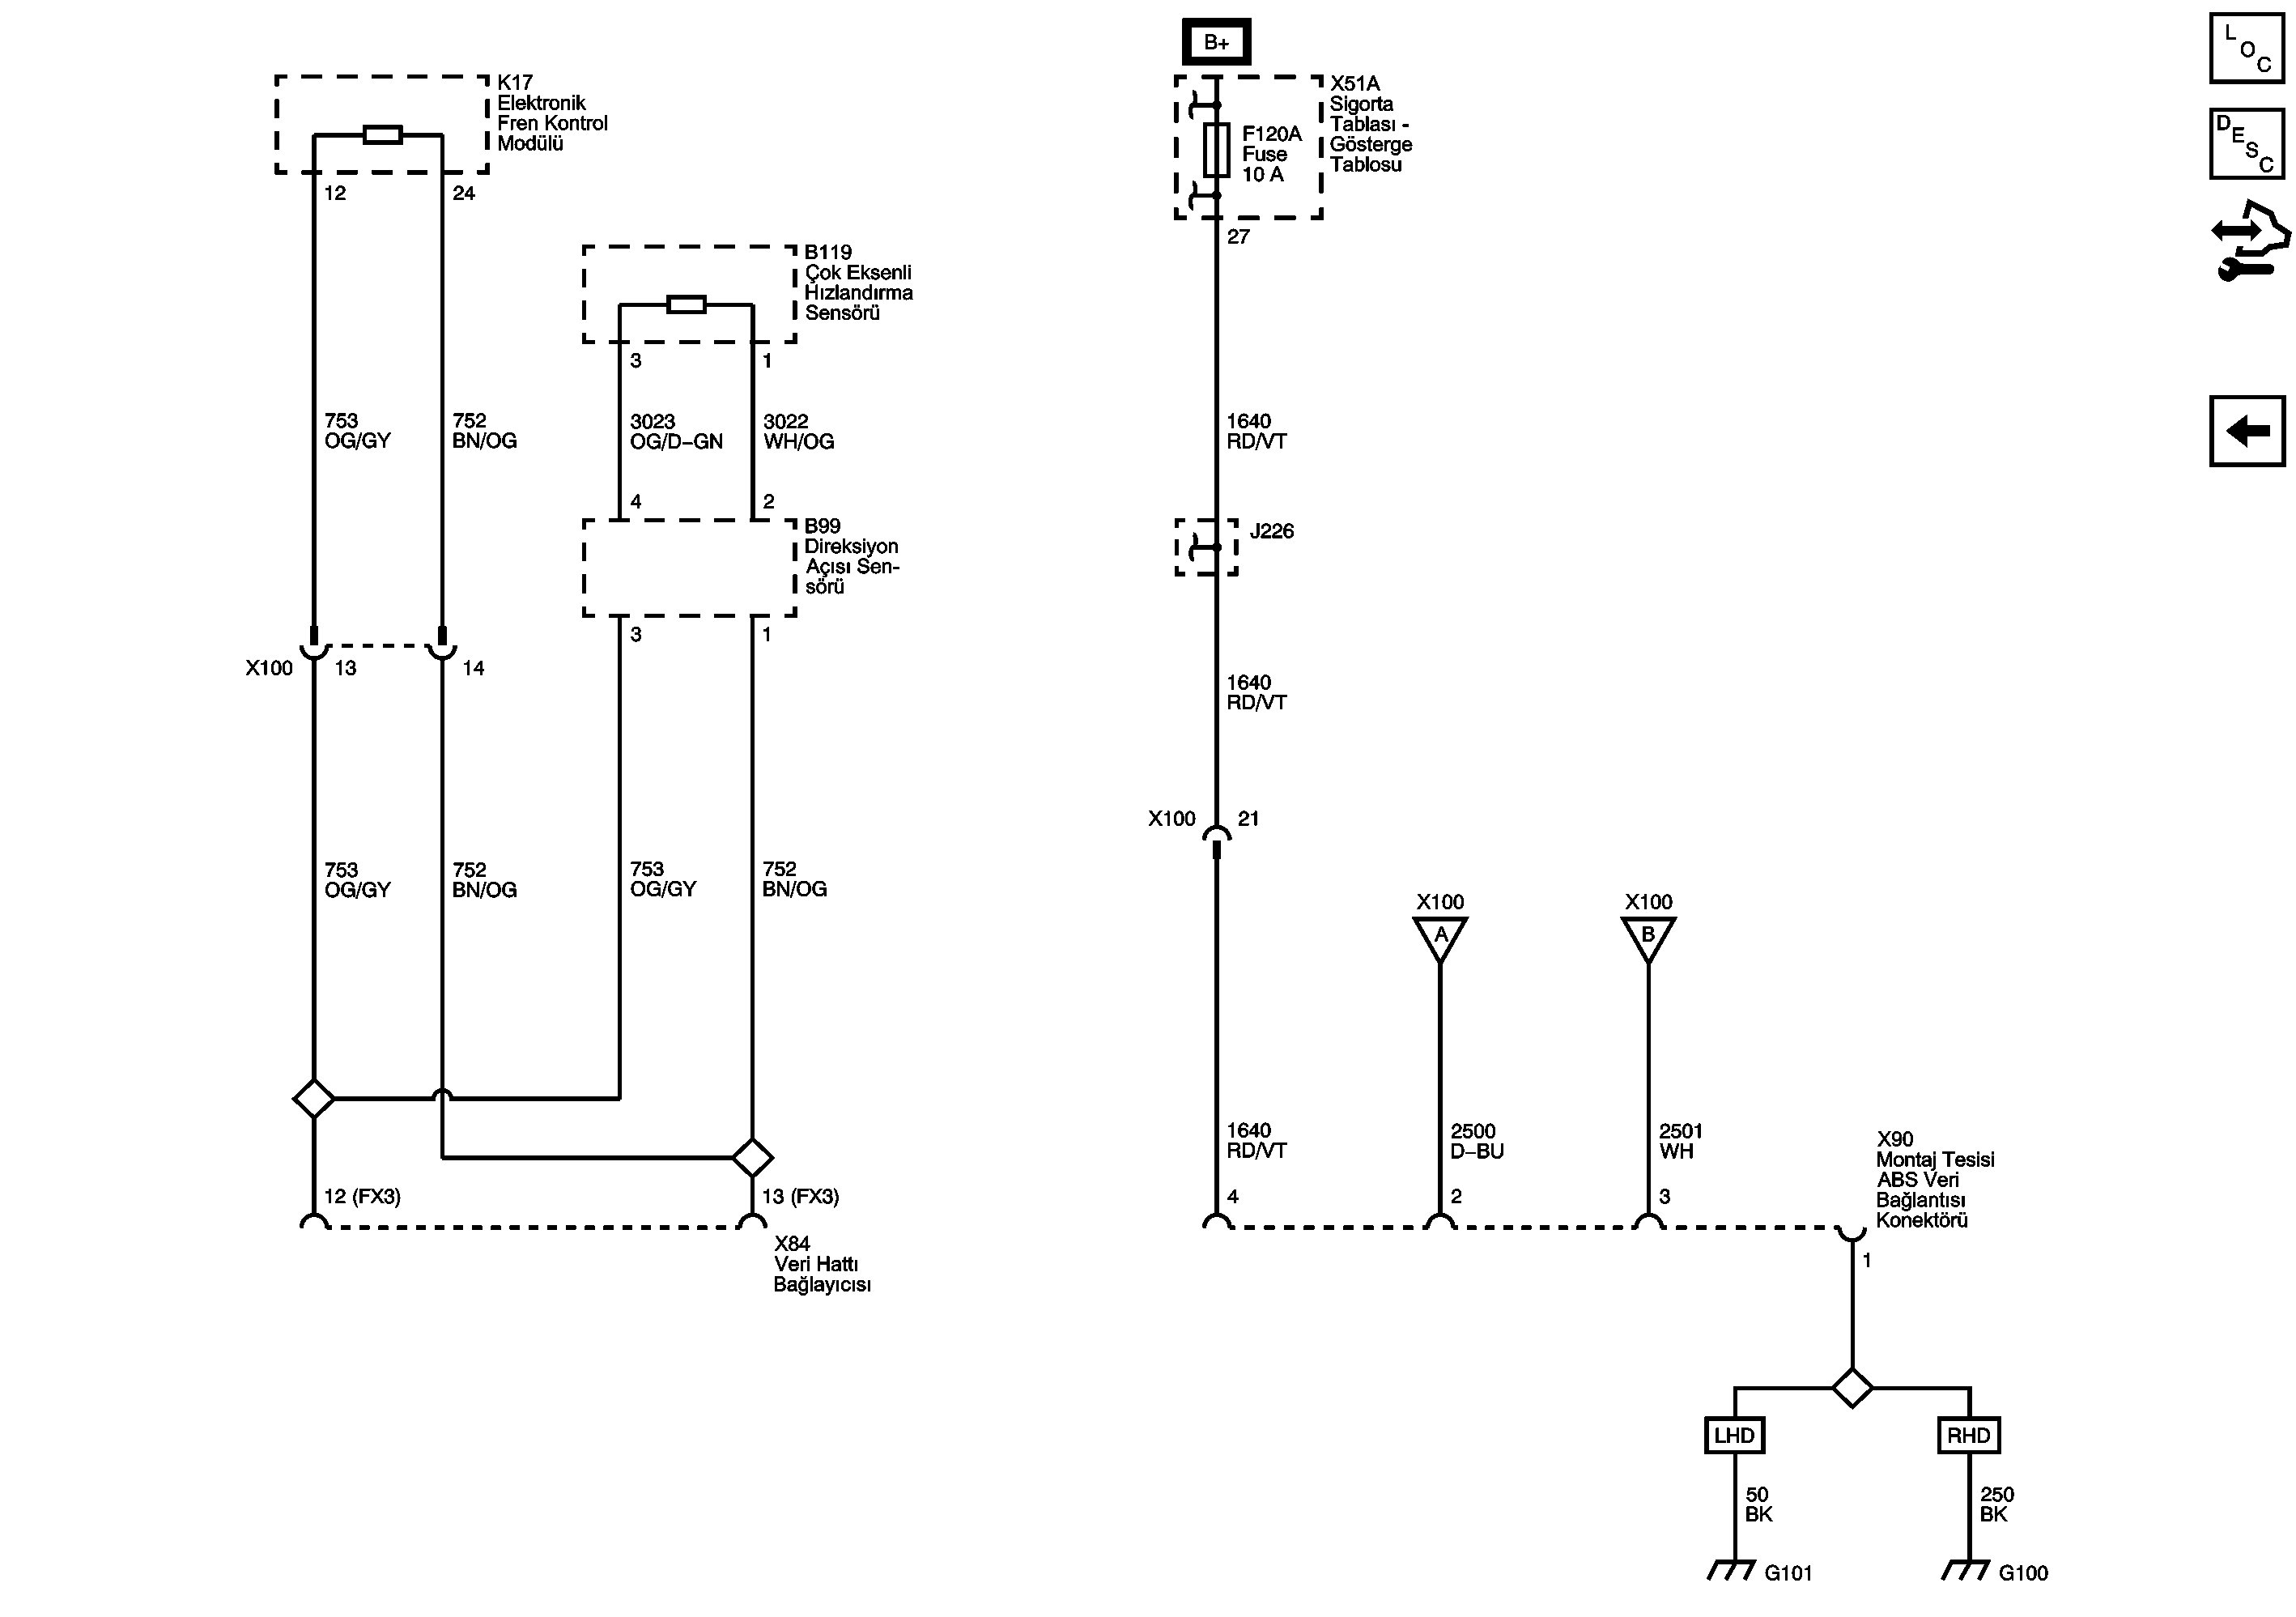 B+
L
O
C
D
E
S
C
K17
Elektronik
Fren Kontrol
Modülü
12
24
X51A
Sigorta
Tablası -
Gösterge
Tablosu
F120A
Fuse
10 A
27
B119
Çok Eksenli
Hızlandırma
Sensörü
3
1
753
OG/GY
752
BN/OG
3023
OG/D–GN
3022
WH/OG
1640
RD/VT
4
2
B99
Direksiyon
Açısı Sen-
sörü
J226
3
1
X100
13
14
1640
RD/VT
X100
21
753
OG/GY
752
BN/OG
753
OG/GY
752
BN/OG
X100
A
X100
B
1640
RD/VT
2500
D–BU
2501
WH
X90
Montaj Tesisi
ABS Veri
Bağlantısı
Konektörü
12 (FX3)
13 (FX3)
4
2
3
X84
Veri Hattı
Bağlayıcısı
1
LHD
RHD
50
BK
250
BK
G101
G100